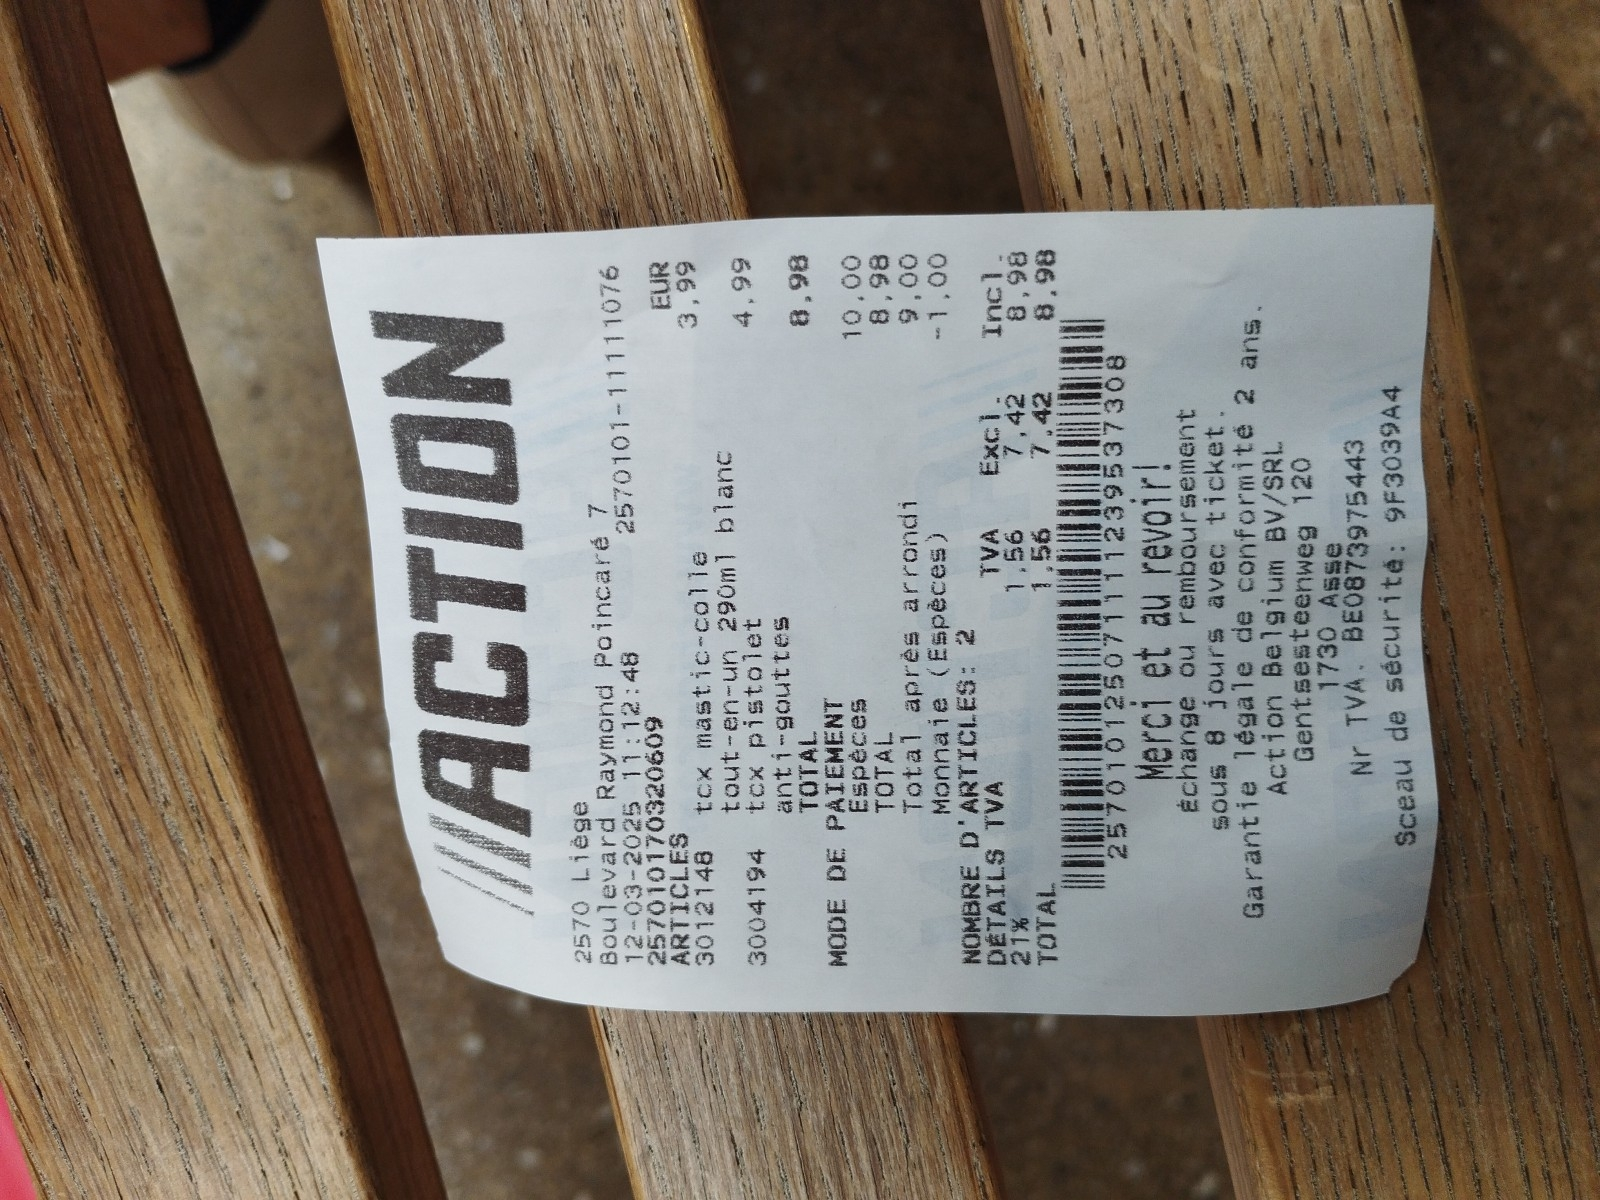 ///ACTION
2570 Liège
Boulevard Raymond Poincaré 7
12-03-2025 11:12:48 2570101-11111076
2570101703206​09
ARTICLES EUR
3012148 tcx mastic-colle 3,99
tout-en-un 290ml blanc
3004194 tcx pistolet 4,99
anti-gouttes
TOTAL 8,98
MODE DE PAIEMENT
Espèces 10,00
TOTAL 8,98
Total après arrondi 9,00
Monnaie (Espèces) -1,00
NOMBRE D'ARTICLES: 2
DÉTAILS TVA TVA Excl. Incl.
21% 1,56 7,42 8,98
TOTAL 1,56 7,42 8,98
257010125071111239537308
Merci et au revoir!
Échange ou remboursement
sous 8 jours avec ticket.
Garantie légale de conformité 2 ans.
Action Belgium BV/SRL
Gentsesteenweg 120
1730 Asse
Nr TVA. BE0873975443
Sceau de sécurité: 9F3039A4